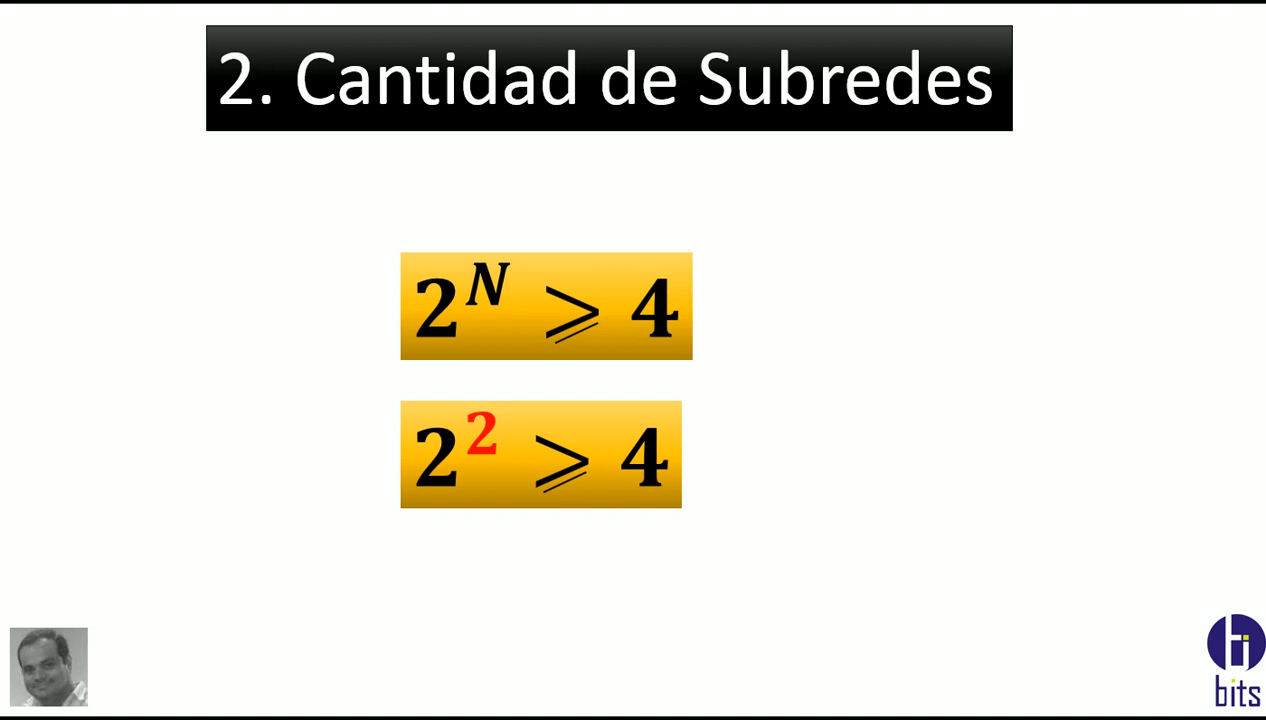 2. Cantidad de Subredes
2^N ⩾ 4
2^2 ⩾ 4
bits